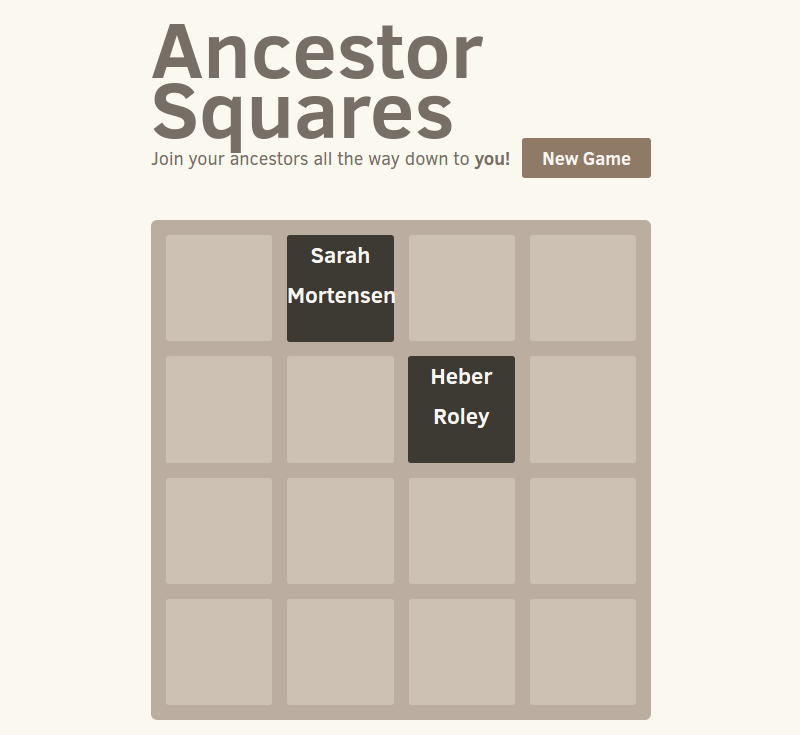 Ancestor
Squares
Join your ancestors all the way down to you!
New Game
Sarah
Mortensen
Heber
Roley